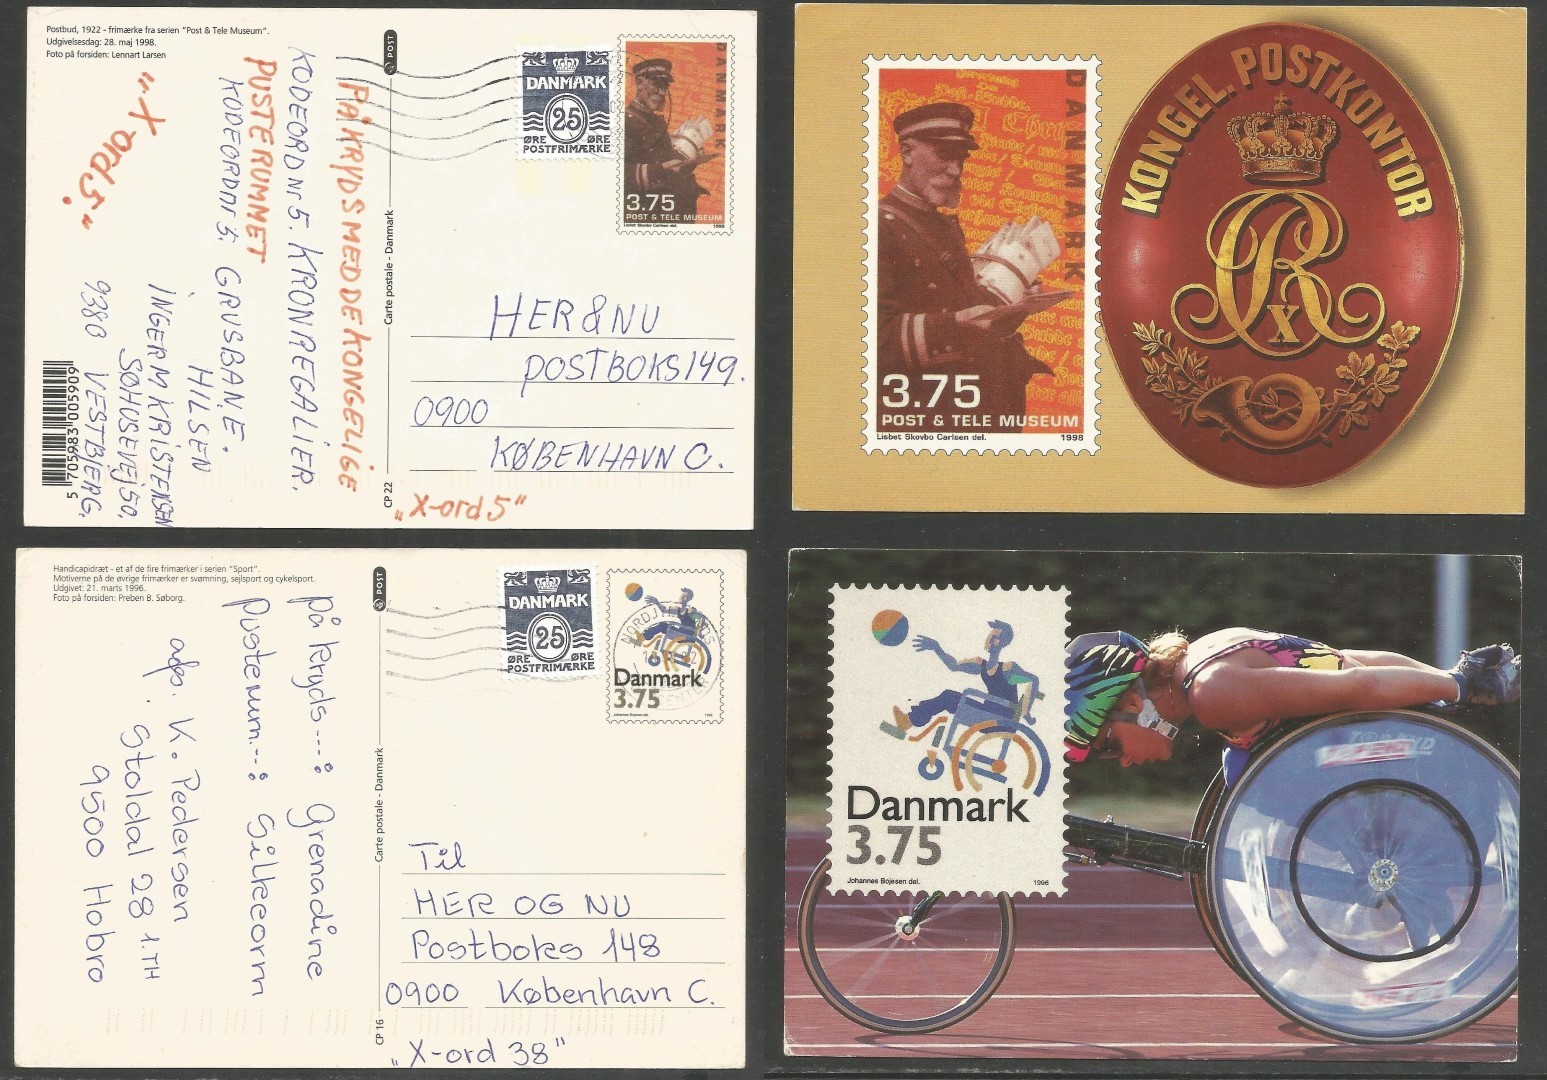 Postbud, 1922 - frimærke fra serien "Post & Tele Museum".
Udgivelsesdag: 28. maj 1998.
Foto på forsiden: Lennart Larsen
"X-ord 5."
PÅ KRYDS MED DE KONGELIGE
KODEORD NR 5. KRONREGALIER.
PUSTERUMMET
KODEORD NR 5. GRUSBANE.
HILSEN
INGER M KRISTENSEN
SØHUSEVEJ 50.
9380 VESTBJERG.
5 705983 005909
POST
Carte postale - Danmark
CP 22
DANMARK
25
ØRE ØRE
POSTFRIMÆRKE
DANMARK
3.75
POST & TELE MUSEUM
Lisbet Skovbo Carlsen del. 1998
HER & NU
POSTBOKS 149.
0900
KØBENHAVN C.
"X-ord 5"
DANMARK
3.75
POST & TELE MUSEUM
Lisbet Skovbo Carlsen del. 1998
KONGEL. POSTKONTOR
X
Handicapidræt - et af de fire frimærker i serien "Sport".
Motiverne på de øvrige frimærker er svømning, sejlsport og cykelsport.
Udgivet: 21. marts 1996.
Foto på forsiden: Preben B. Søborg.
På kryds---: Grenadine
Pusterum.--: Silkeorm
afs. K. Pedersen
Stoldal 28 1.TH
9500 Hobro
POST
Carte postale - Danmark
CP 16
DANMARK
25
ØRE ØRE
POSTFRIMÆRKE
Danmark
3.75
Johannes Bojesen del. 1996
Til
HER OG NU
Postboks 148
0900 København C.
"X-ord 38"
Danmark
3.75
Johannes Bojesen del. 1996